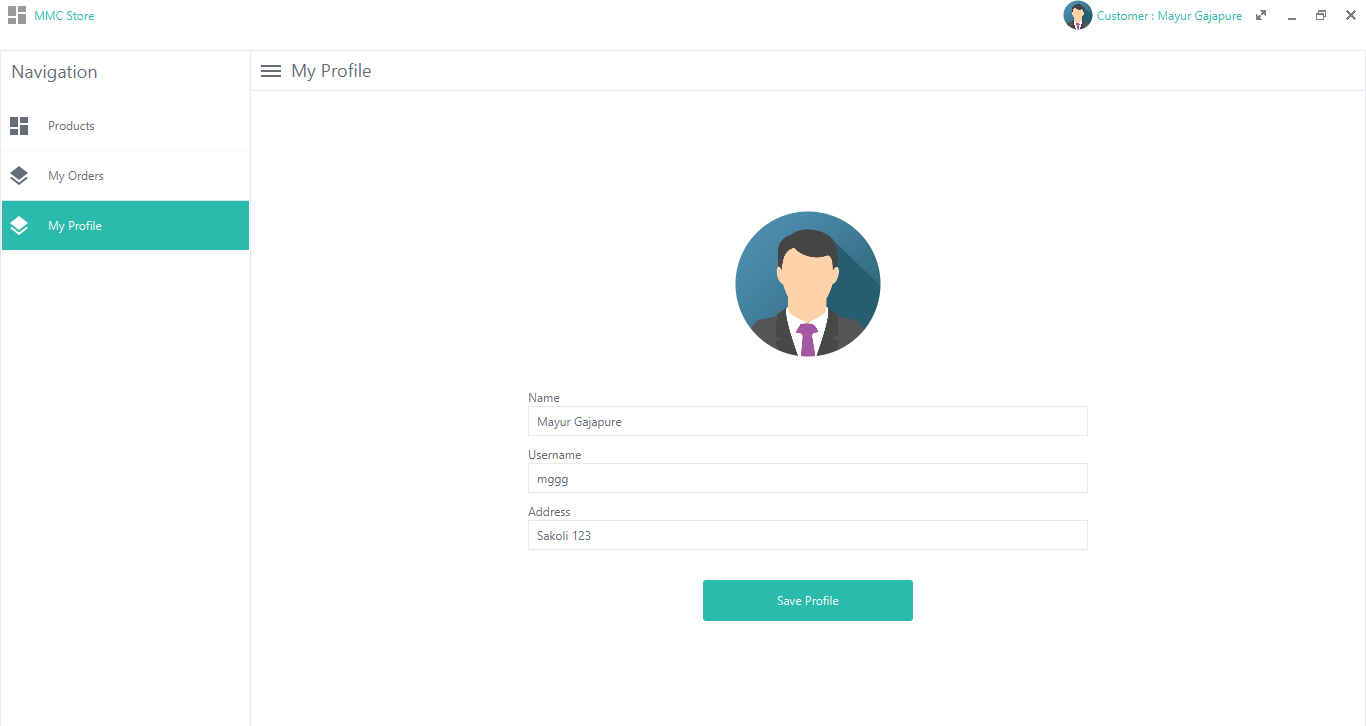 MMC Store
Customer : Mayur Gajapure
Navigation
My Profile
Products
My Orders
My Profile
Name
Mayur Gajapure
Username
mggg
Address
Sakoli 123
Save Profile